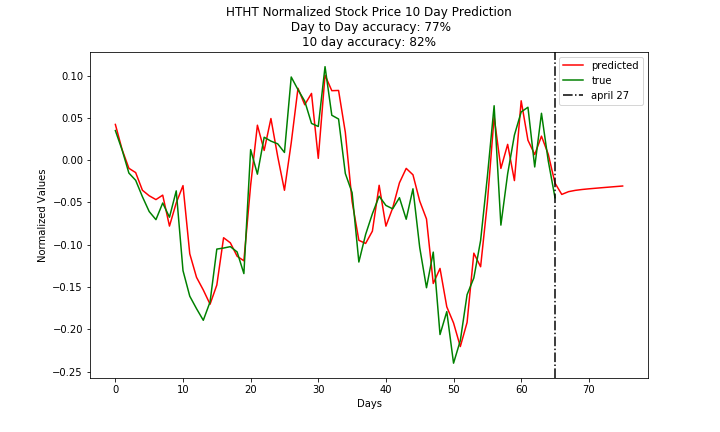 HTHT Normalized Stock Price 10 Day Prediction
Day to Day accuracy: 77%
10 day accuracy: 82%
predicted
true
april 27
Normalized Values
0.10
0.05
0.00
−0.05
−0.10
−0.15
−0.20
−0.25
0 10 20 30 40 50 60 70
Days